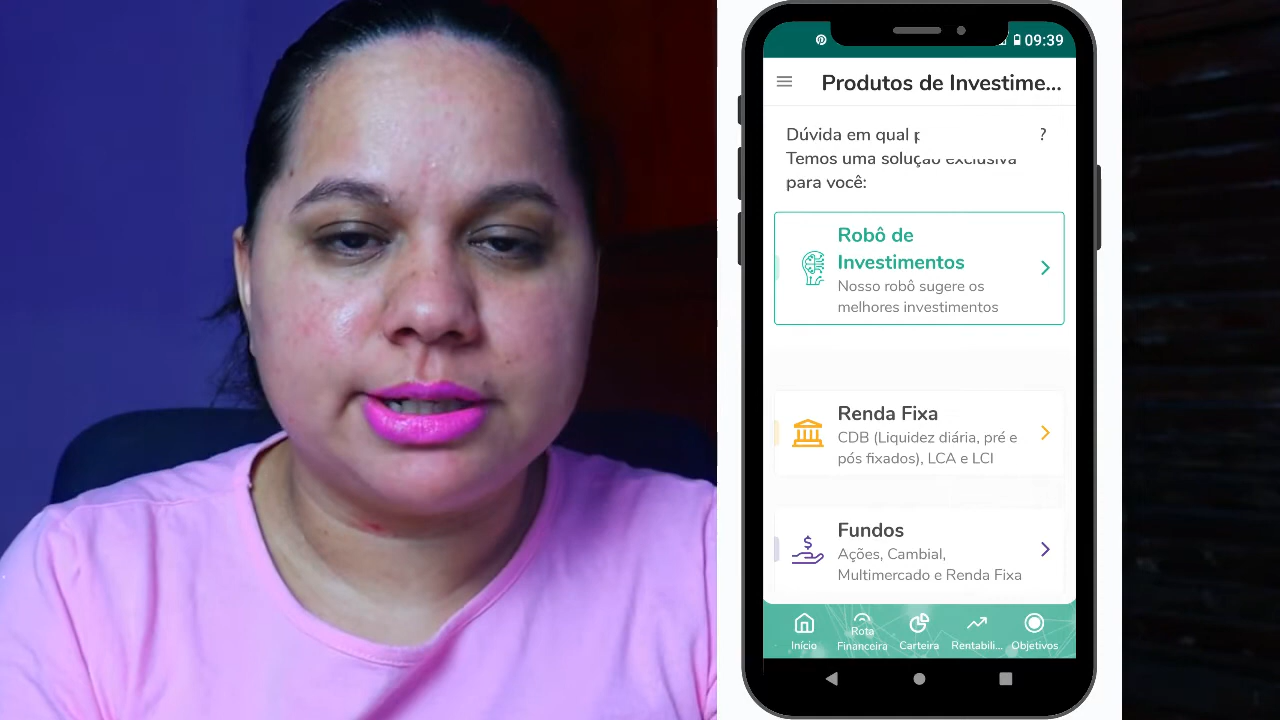 09:39
Produtos de Investime...
Dúvida em qual ?
Temos uma solução exclusiva
para você:
Robô de
Investimentos
Nosso robô sugere os
melhores investimentos
Renda Fixa
CDB (Liquidez diária, pré e
pós fixados), LCA e LCI
Fundos
Ações, Cambial,
Multimercado e Renda Fixa
Início
Rota
Financeira
Carteira
Rentabili...
Objetivos